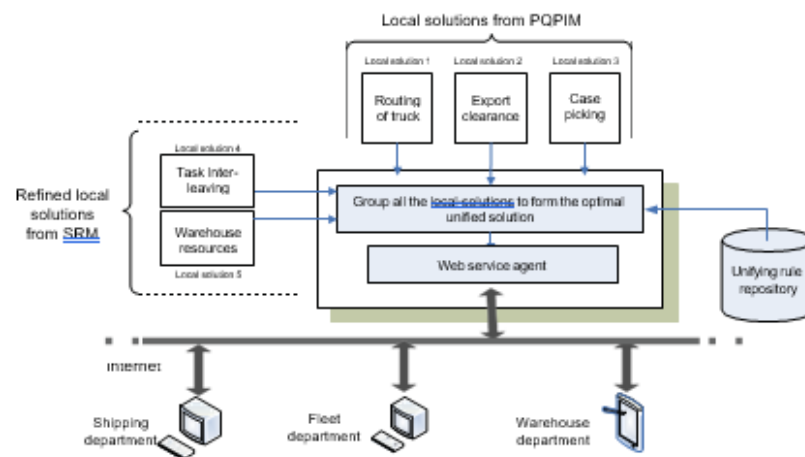 Local solutions from PQPIM
Local solution 1
Local solution 2
Local solution 3
Routing
of truck
Export
clearance
Case
picking
Local solution 4
Task Inter-
leaving
Refined local
solutions
from SRM
Warehouse
resources
Local solution 5
Group all the local solutions to form the optimal
unified solution
Web service agent
Unifying rule
repository
Internet
Shipping
department
Fleet
department
Warehouse
department